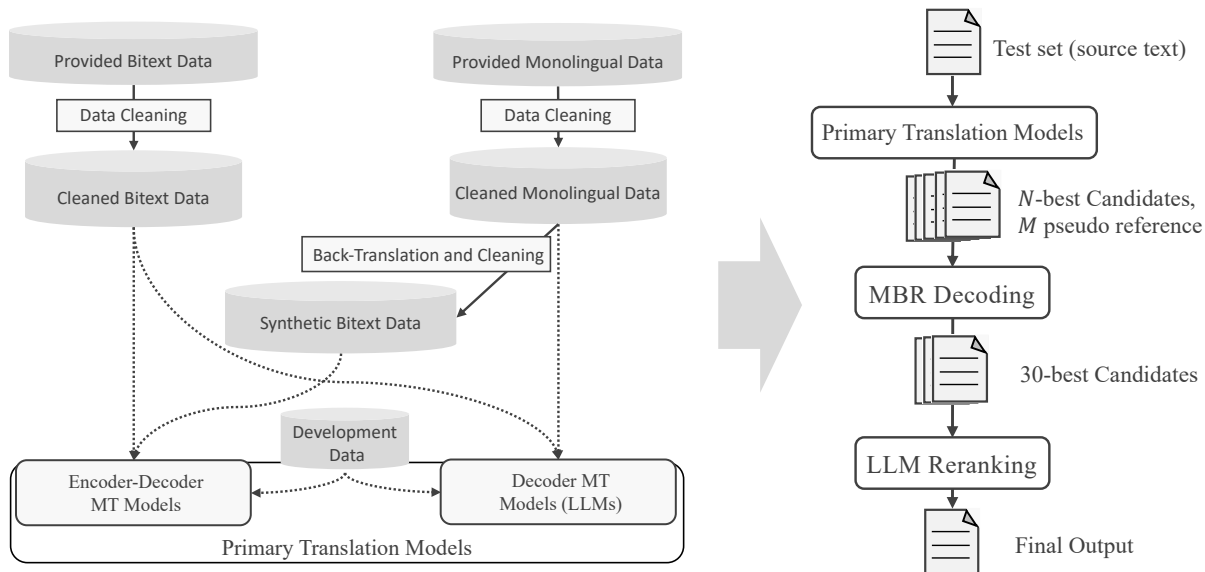 Provided Bitext Data
Provided Monolingual Data
Data Cleaning
Data Cleaning
Cleaned Bitext Data
Cleaned Monolingual Data
Back-Translation and Cleaning
Synthetic Bitext Data
Development
Data
Encoder-Decoder
MT Models
Decoder MT
Models (LLMs)
Primary Translation Models
Test set (source text)
Primary Translation Models
N-best Candidates,
M pseudo reference
MBR Decoding
30-best Candidates
LLM Reranking
Final Output